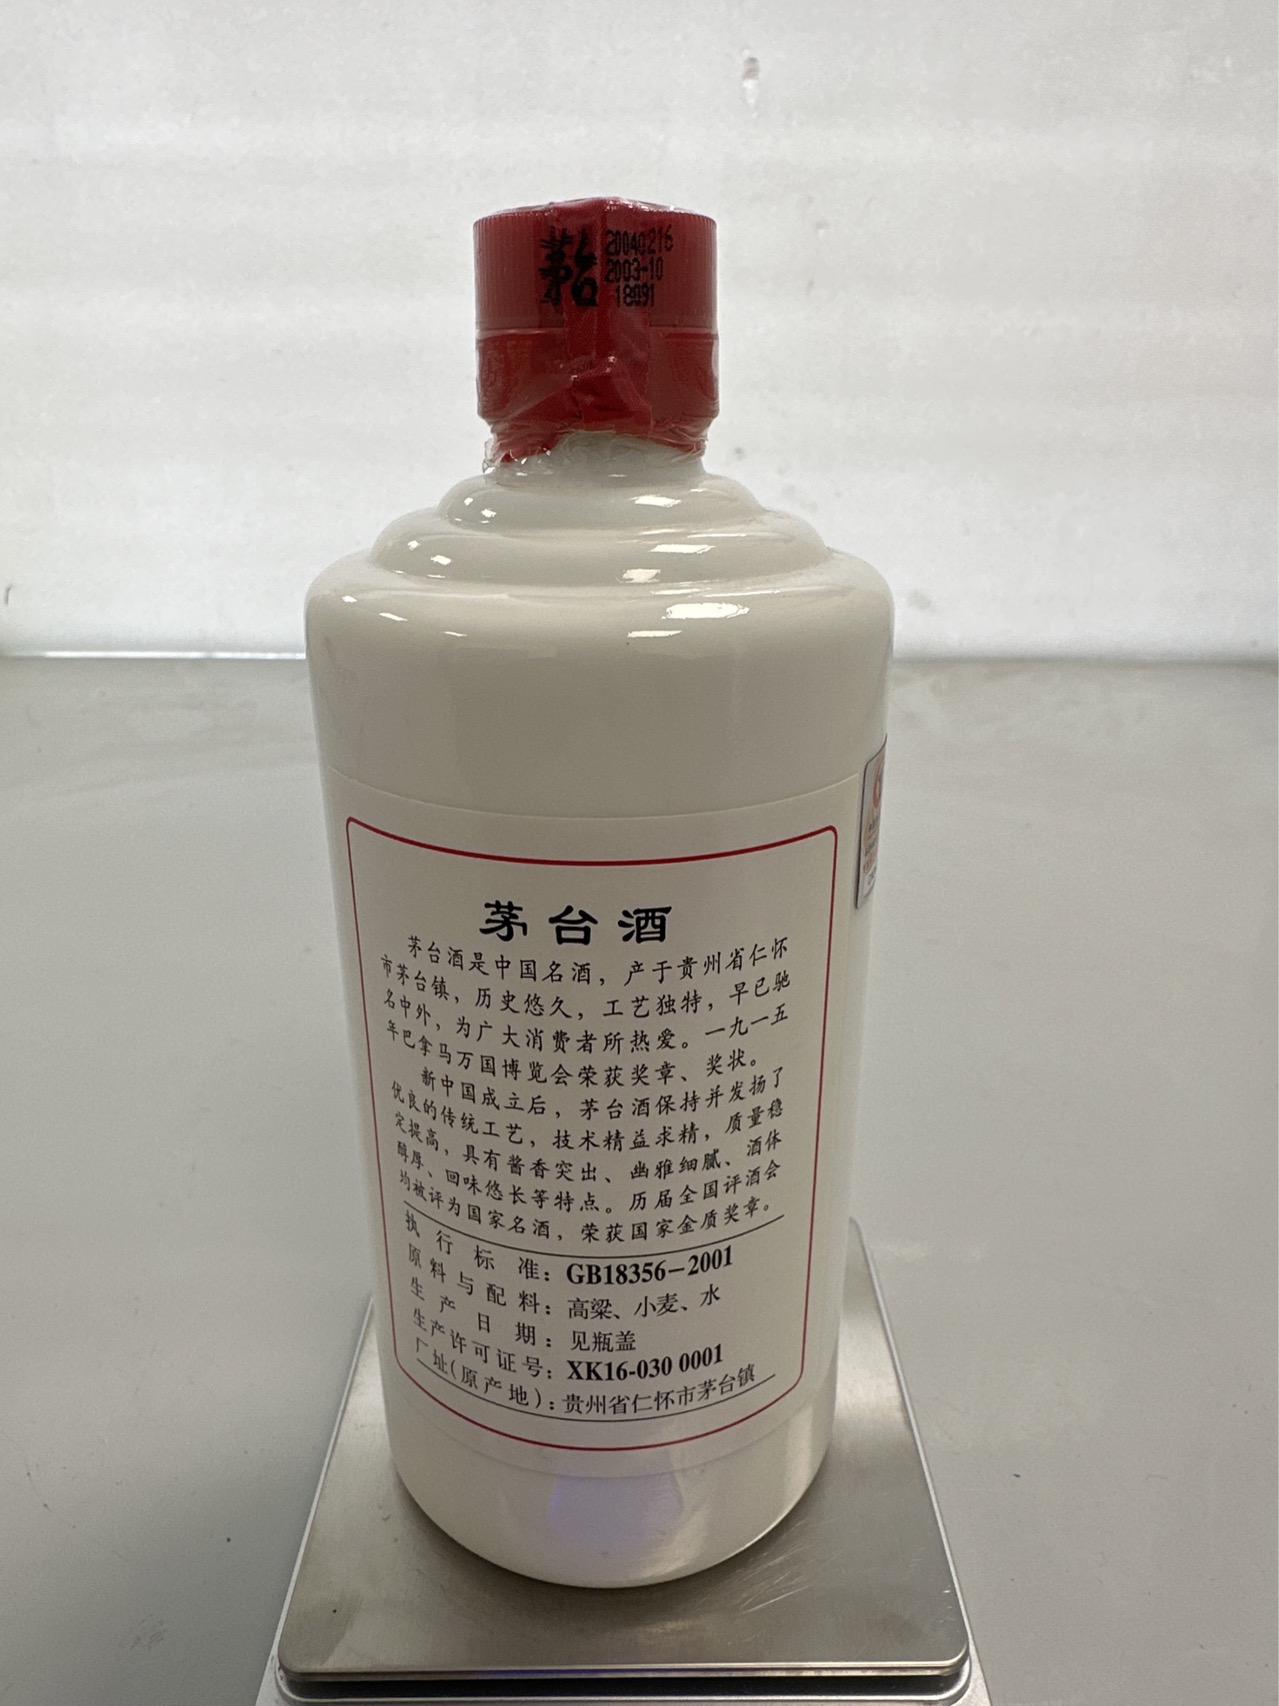 茅台
20040216
2003-10
18091
茅台酒
茅台酒是中国名酒，产于贵州省仁怀
市茅台镇，历史悠久，工艺独特，早已驰
名中外，为广大消费者所热爱。一九一五
年巴拿马万国博览会荣获奖章、奖状。
新中国成立后，茅台酒保持并发扬了
优良的传统工艺，技术精益求精，质量稳
定提高，具有酱香突出、幽雅细腻、酒体
醇厚、回味悠长等特点。历届全国评酒会
均被评为国家名酒，荣获国家金质奖章。
执行标准：GB18356-2001
原料与配料：高粱、小麦、水
生产日期：见瓶盖
生产许可证号：XK16-030 0001
厂址(原产地)：贵州省仁怀市茅台镇